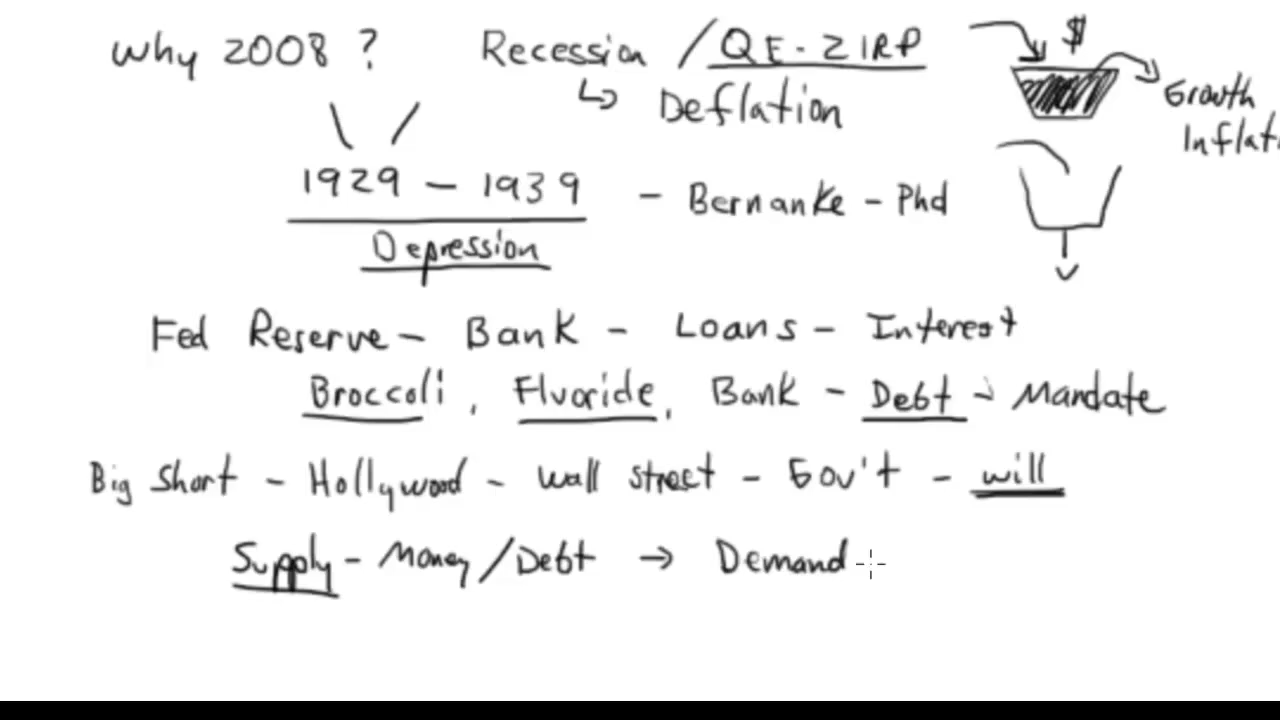 Why 2008 ? Recession / QE - ZIRP $
↳ Deflation Growth
Inflat
1929 – 1939 – Bernanke – Phd
Depression
Fed Reserve – Bank – Loans – Interest
Broccoli, Fluoride, Bank – Debt – Mandate
Big Short – Hollywood – Wall Street – Gov't – will
Supply – Money / Debt → Demand